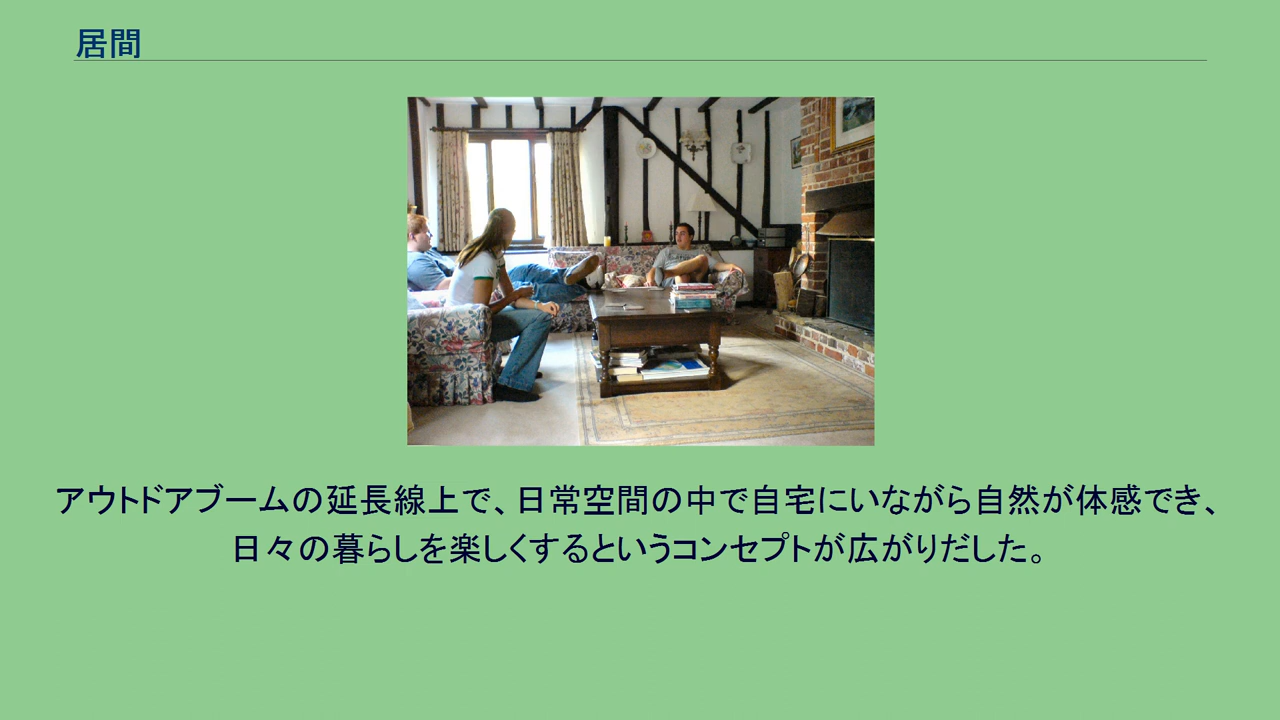 居間
アウトドアブームの延長線上で、日常空間の中で自宅にいながら自然が体感でき、
日々の暮らしを楽しくするというコンセプトが広がりだした。